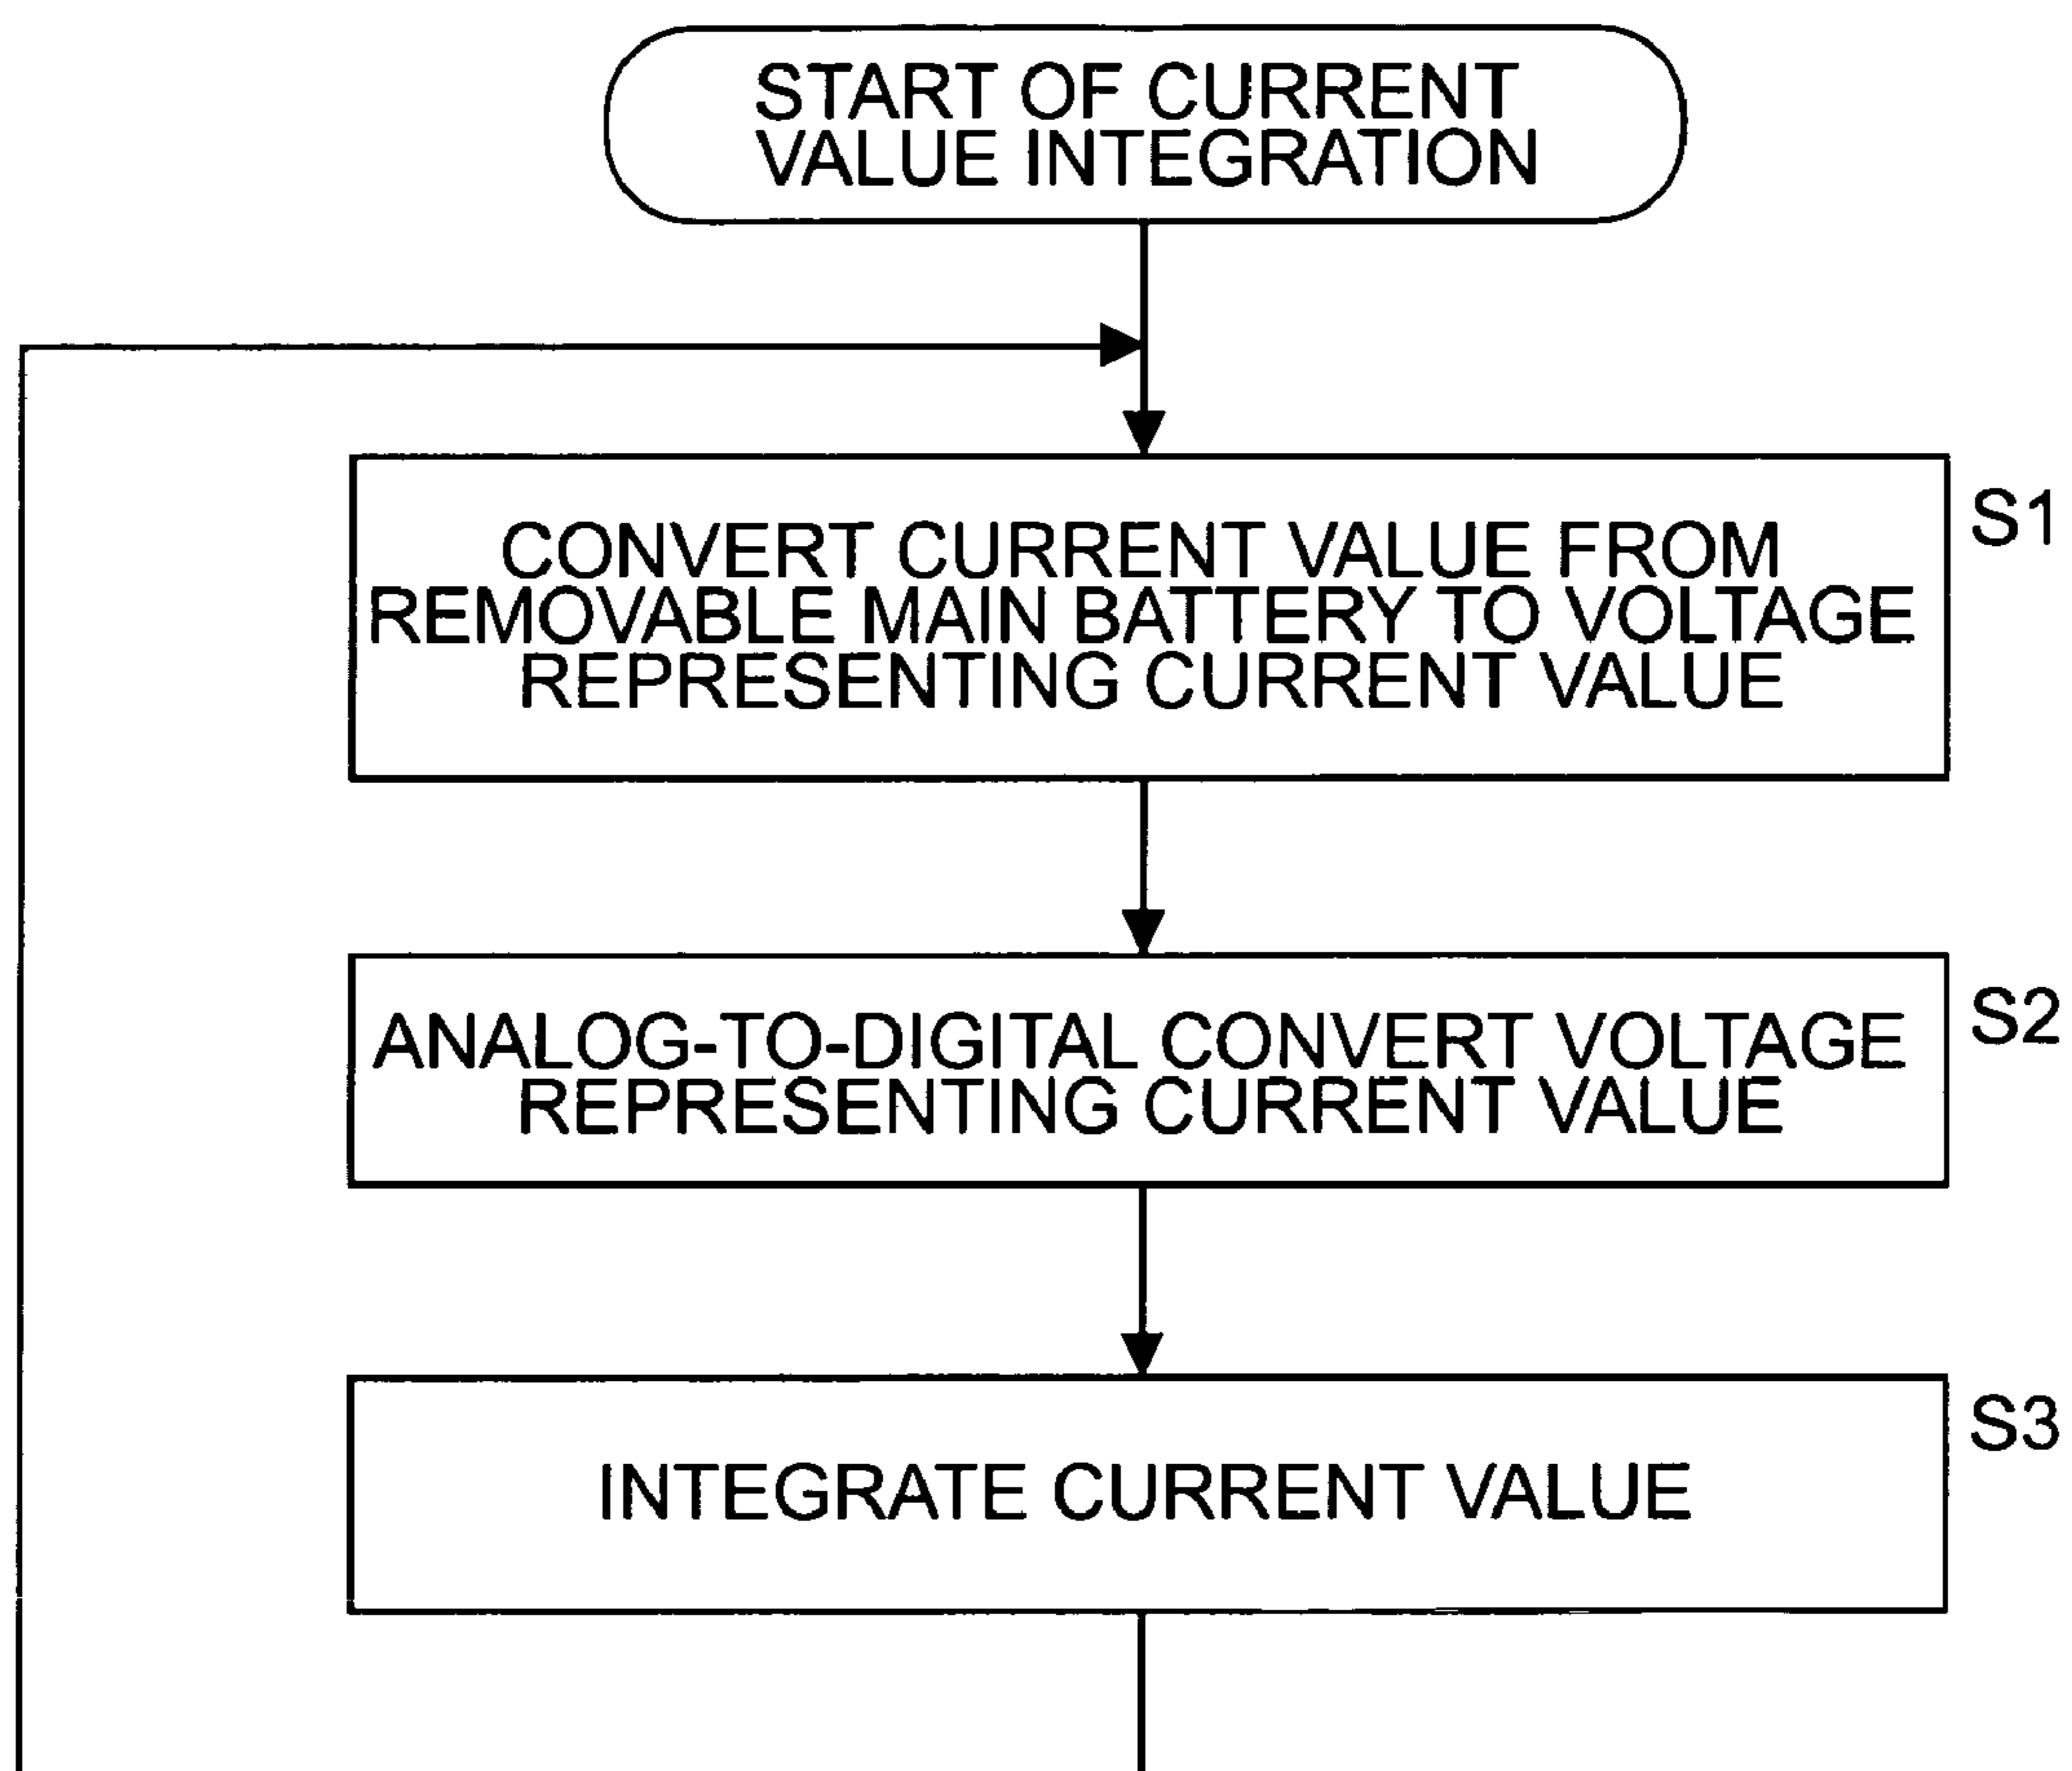 START OF CURRENT
VALUE INTEGRATION
S1
CONVERT CURRENT VALUE FROM
REMOVABLE MAIN BATTERY TO VOLTAGE
REPRESENTING CURRENT VALUE
S2
ANALOG-TO-DIGITAL CONVERT VOLTAGE
REPRESENTING CURRENT VALUE
S3
INTEGRATE CURRENT VALUE